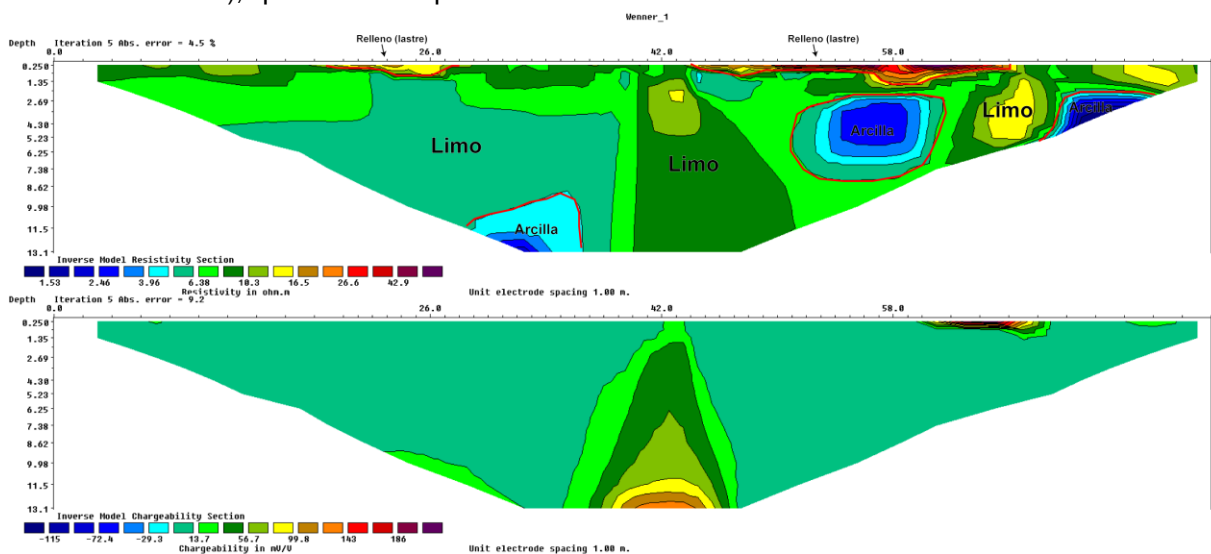 Wenner_1
Depth Iteration 5 Abs. error - 4.5 %
Relleno (lastre)
Relleno (lastre)
0.0 26.0 42.0 58.0
0.250
1.35
2.69
4.38
5.23
6.25
7.38
8.62
9.98
11.5
13.1
Limo
Limo
Arcilla
Limo
Arcilla
Arcilla
Inverse Model Resistivity Section
1.53 2.46 3.96 6.38 18.3 16.5 26.6 42.9
Resistivity in ohm.m
Unit electrode spacing 1.00 m.
Depth Iteration 5 Abs. error - 9.2
0.0 26.0 42.0 58.0
0.250
1.35
2.69
4.38
5.23
6.25
7.38
8.62
9.98
11.5
13.1
Inverse Model Chargeability Section
-115 -72.4 -29.3 13.7 56.7 99.8 143 186
Chargeability in mV/V
Unit electrode spacing 1.00 m.